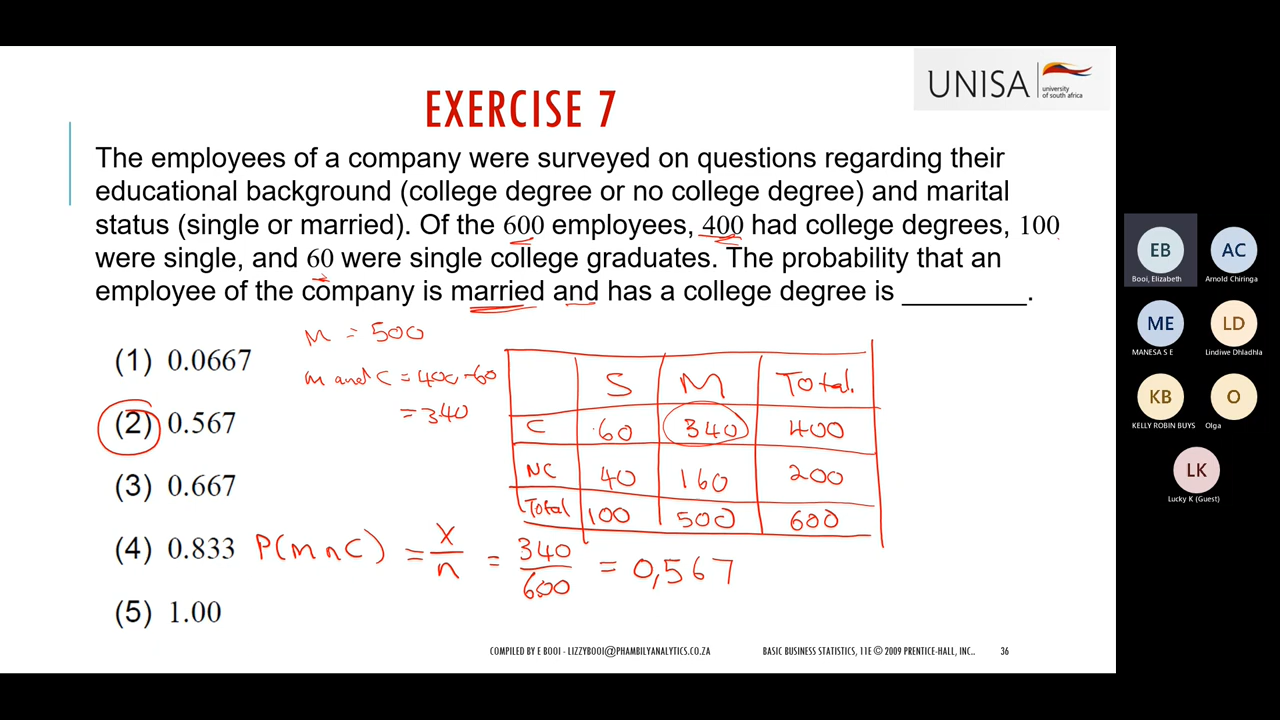 UNISA
university
of south africa
EXERCISE 7
The employees of a company were surveyed on questions regarding their
educational background (college degree or no college degree) and marital
status (single or married). Of the 600 employees, 400 had college degrees, 100
were single, and 60 were single college graduates. The probability that an
employee of the company is married and has a college degree is ________.
M = 500
M and C = 400 - 60
= 340
(1) 0.0667
(2) 0.567
(3) 0.667
(4) 0.833
(5) 1.00
S M Total
C 60 340 400
NC 40 160 200
Total 100 500 600
P(M ∩ C) = X/n = 340/600 = 0,567
COMPILED BY E BOOI - LIZZYBOOI@PHAMBILYANALYTICS.CO.ZA
BASIC BUSINESS STATISTICS, 11E © 2009 PRENTICE-HALL, INC..
36
EB
Booi, Elizabeth
AC
Arnold Chiringa
ME
MANESA S E
LD
Lindiwe Dhladhla
KB
KELLY ROBIN BUYS
O
Olga
LK
Lucky K (Guest)